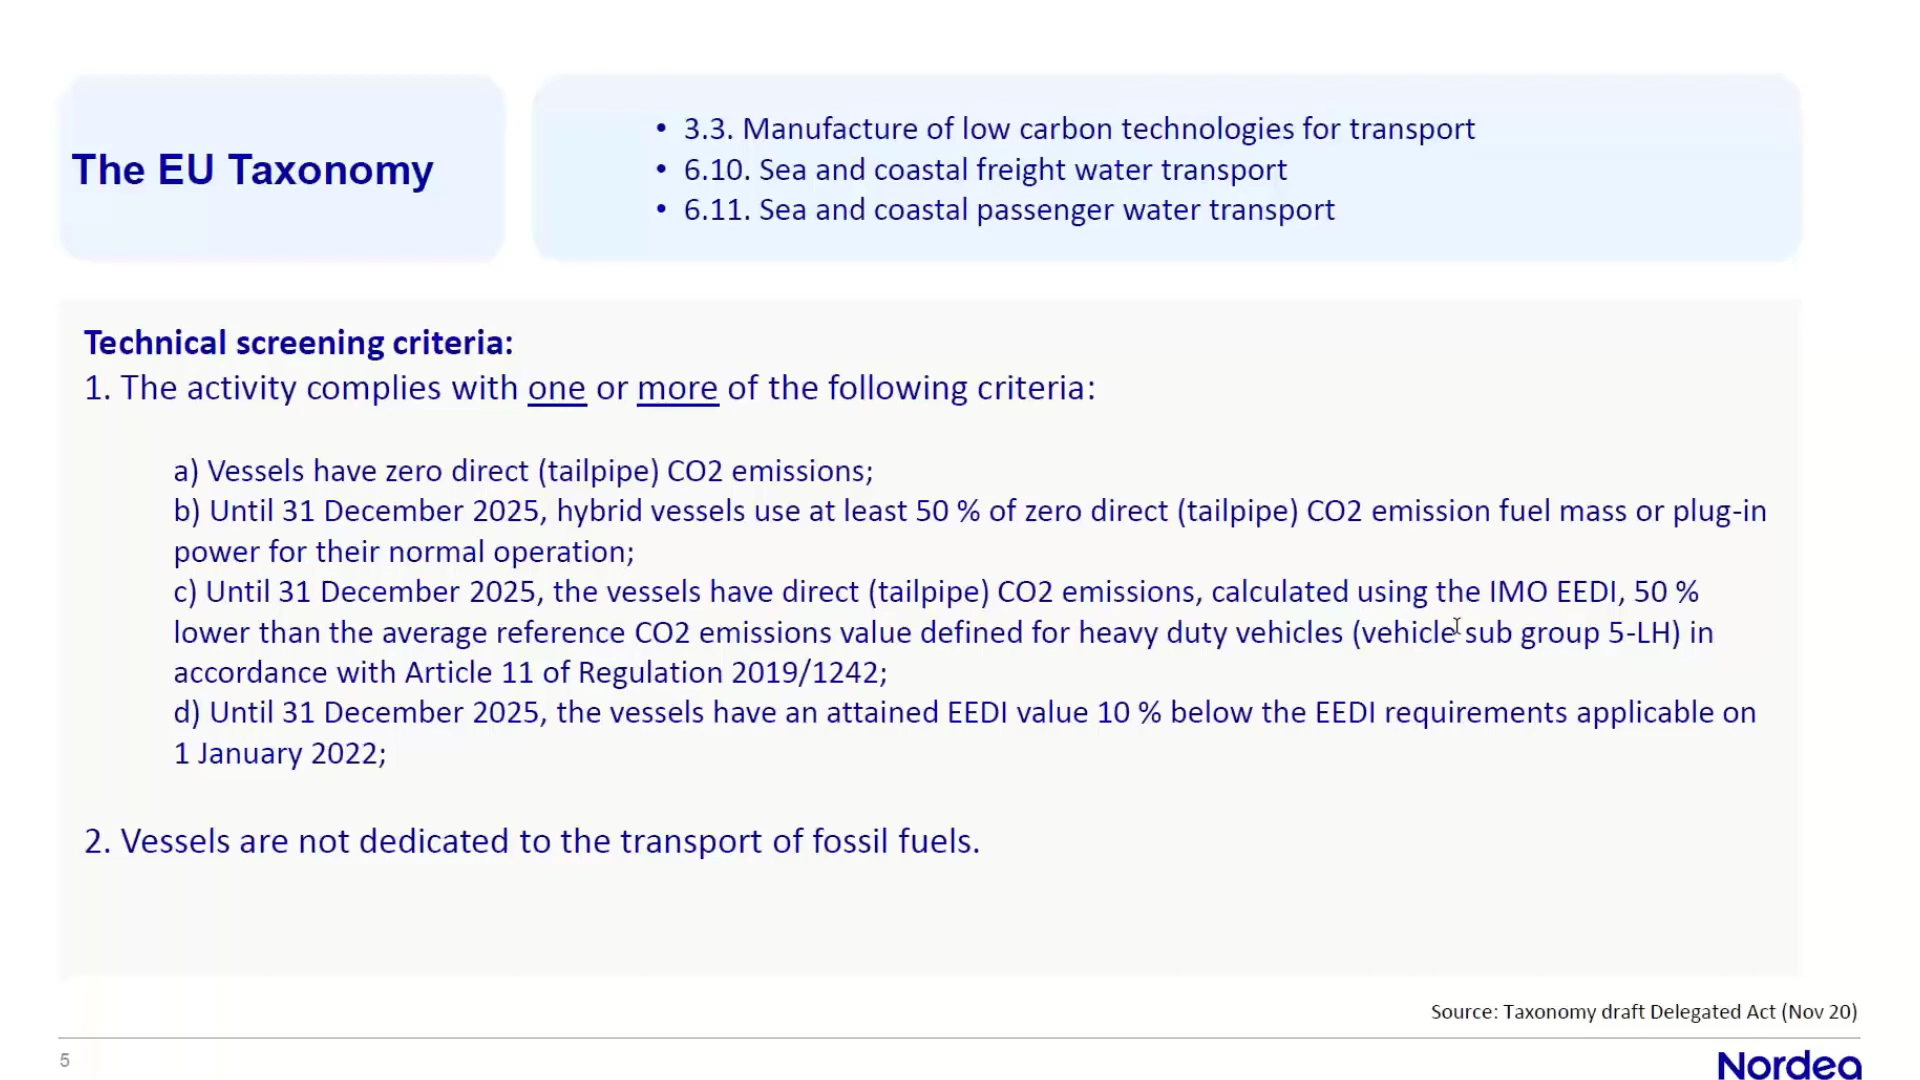 The EU Taxonomy
• 3.3. Manufacture of low carbon technologies for transport
• 6.10. Sea and coastal freight water transport
• 6.11. Sea and coastal passenger water transport
Technical screening criteria:
1. The activity complies with one or more of the following criteria:
a) Vessels have zero direct (tailpipe) CO2 emissions;
b) Until 31 December 2025, hybrid vessels use at least 50 % of zero direct (tailpipe) CO2 emission fuel mass or plug-in
power for their normal operation;
c) Until 31 December 2025, the vessels have direct (tailpipe) CO2 emissions, calculated using the IMO EEDI, 50 %
lower than the average reference CO2 emissions value defined for heavy duty vehicles (vehicle sub group 5-LH) in
accordance with Article 11 of Regulation 2019/1242;
d) Until 31 December 2025, the vessels have an attained EEDI value 10 % below the EEDI requirements applicable on
1 January 2022;
2. Vessels are not dedicated to the transport of fossil fuels.
Source: Taxonomy draft Delegated Act (Nov 20)
5
Nordea